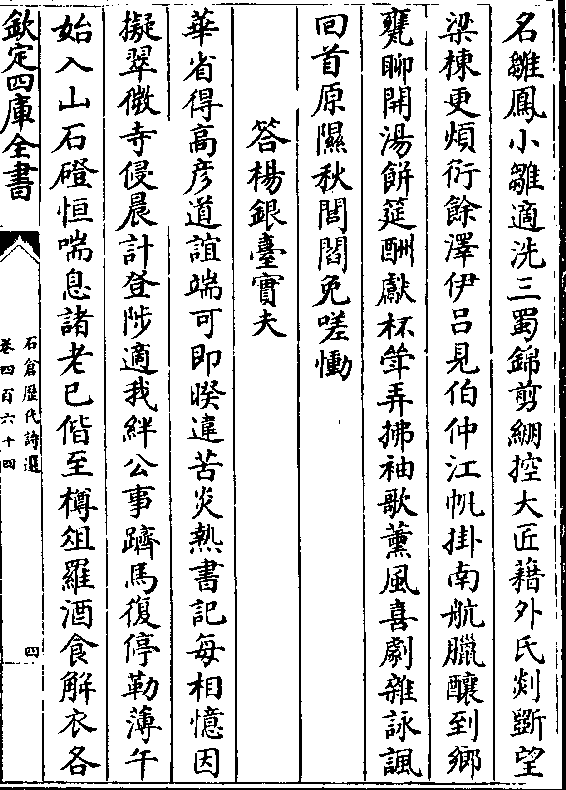 名雛鳳小雛適洗三蜀錦剪綳控大匠藉外氏剡斷望
梁棟更煩衍餘澤伊吕見伯仲江帆掛南航臘釀到鄉
甕聊開湯餅筵酬獻杯斝弄拂袖歌薰風喜劇雜詠諷
回首原隰秋閭閻免嗟慟
答楊銀臺實夫
華省得高彦道誼端可即暌違苦炎熱書記每相憶因
擬翠微寺侵晨計登陟適我絆公事躋馬復停勒薄午
始入山石磴恒喘息諸老已偕至樽俎羅酒食解衣各
欽定四庫全書
石倉歷代詩選
卷四百六十四
四